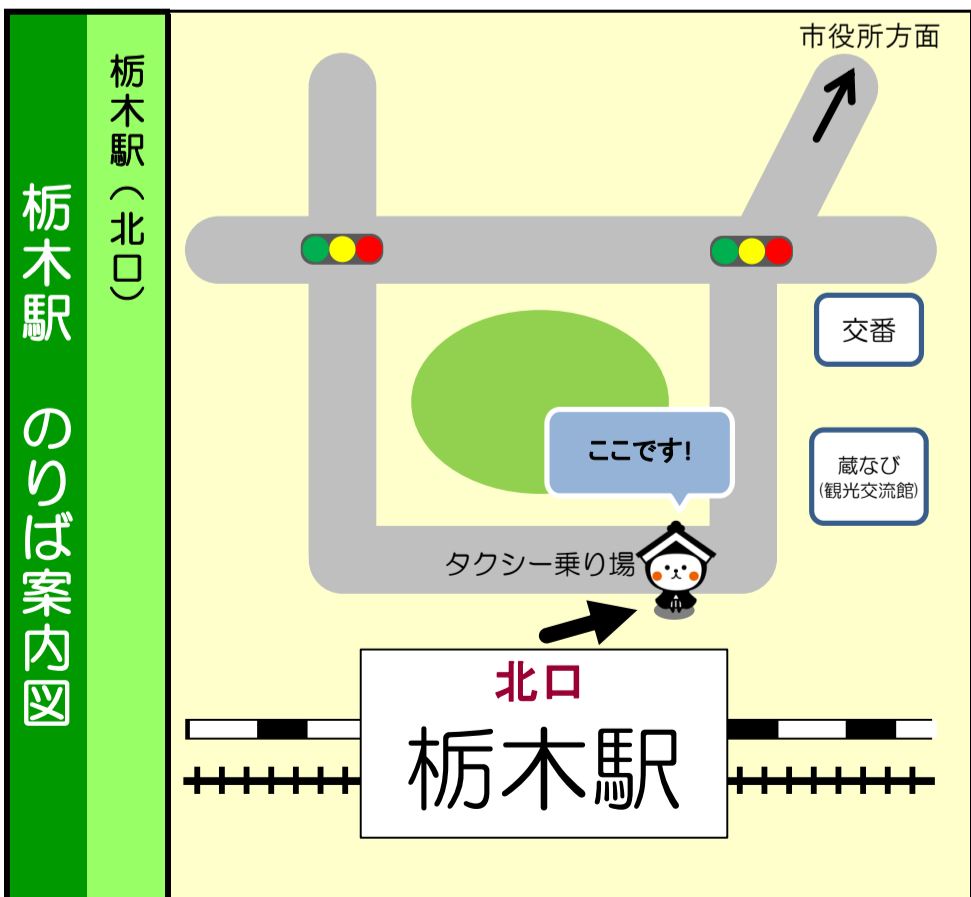 栃木駅 のりば案内図
栃木駅(北口)
市役所方面
交番
ここです!
蔵なび
(観光交流館)
タクシー乗り場
北口
栃木駅